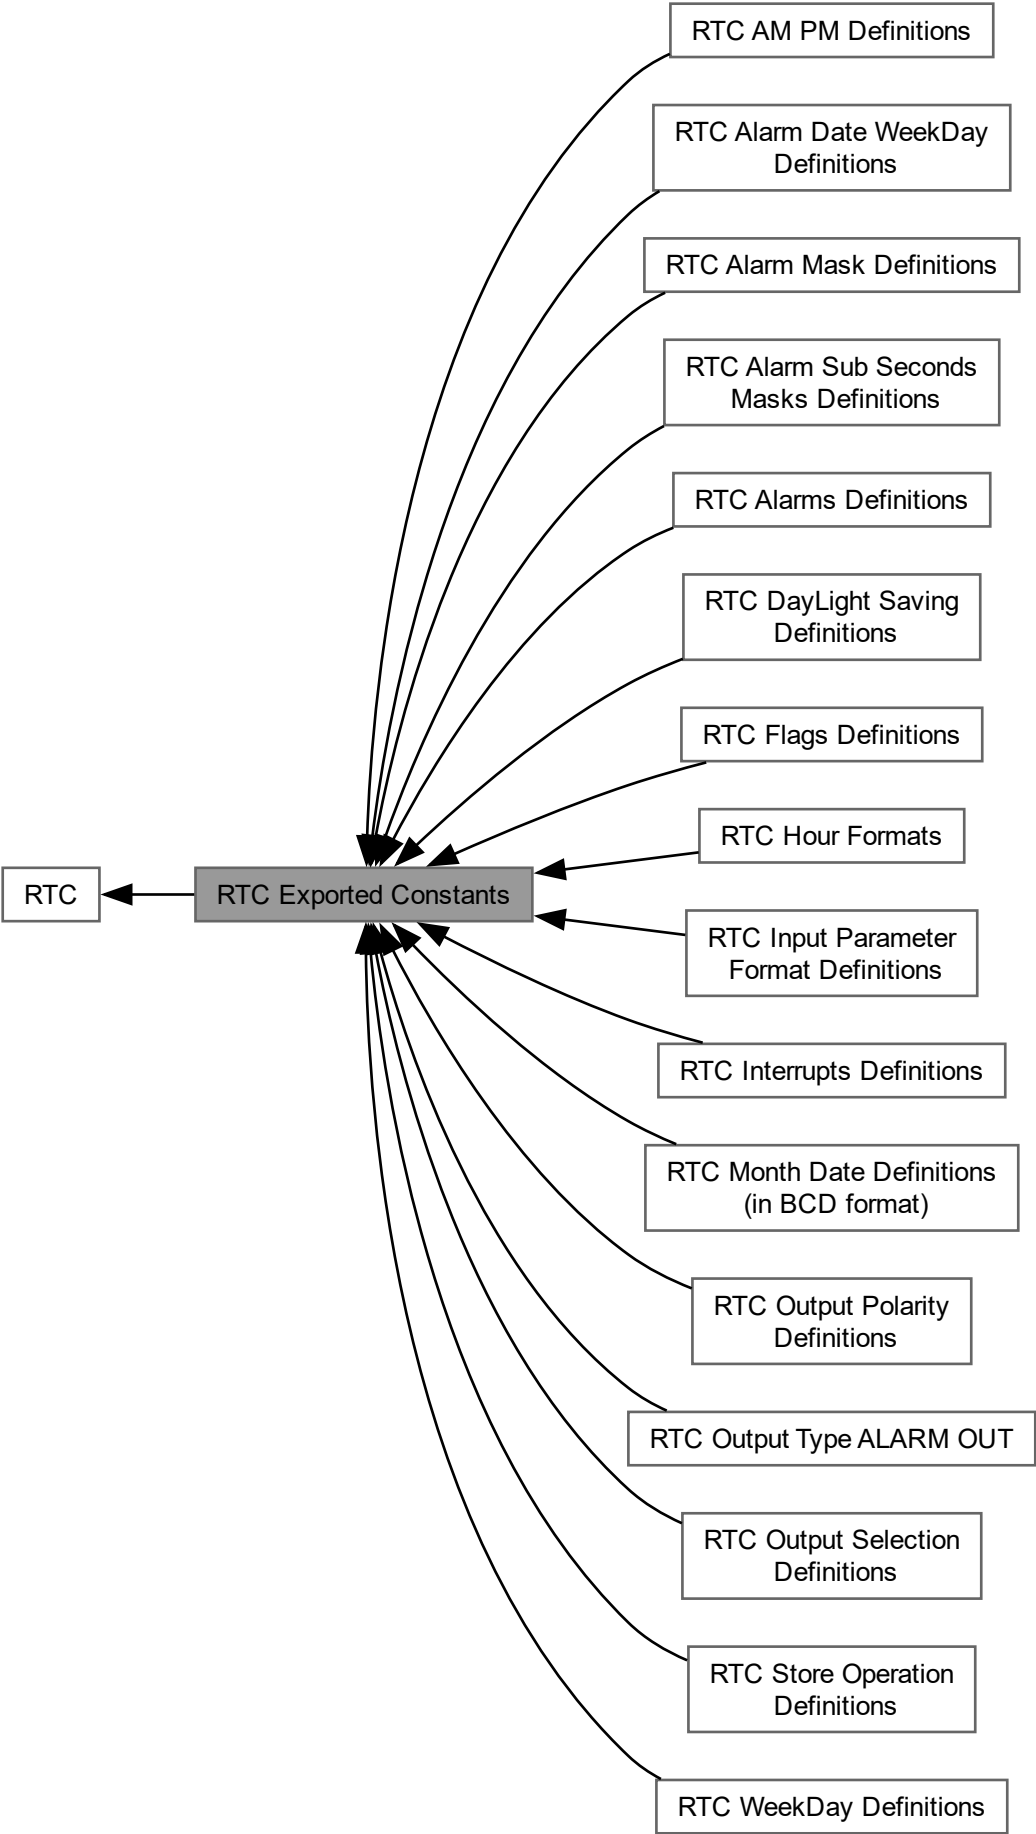 RTC AM PM Definitions
RTC Alarm Date WeekDay
Definitions
RTC Alarm Mask Definitions
RTC Alarm Sub Seconds
Masks Definitions
RTC Alarms Definitions
RTC DayLight Saving
Definitions
RTC Flags Definitions
RTC Hour Formats
RTC
RTC Exported Constants
RTC Input Parameter
Format Definitions
RTC Interrupts Definitions
RTC Month Date Definitions
(in BCD format)
RTC Output Polarity
Definitions
RTC Output Type ALARM OUT
RTC Output Selection
Definitions
RTC Store Operation
Definitions
RTC WeekDay Definitions